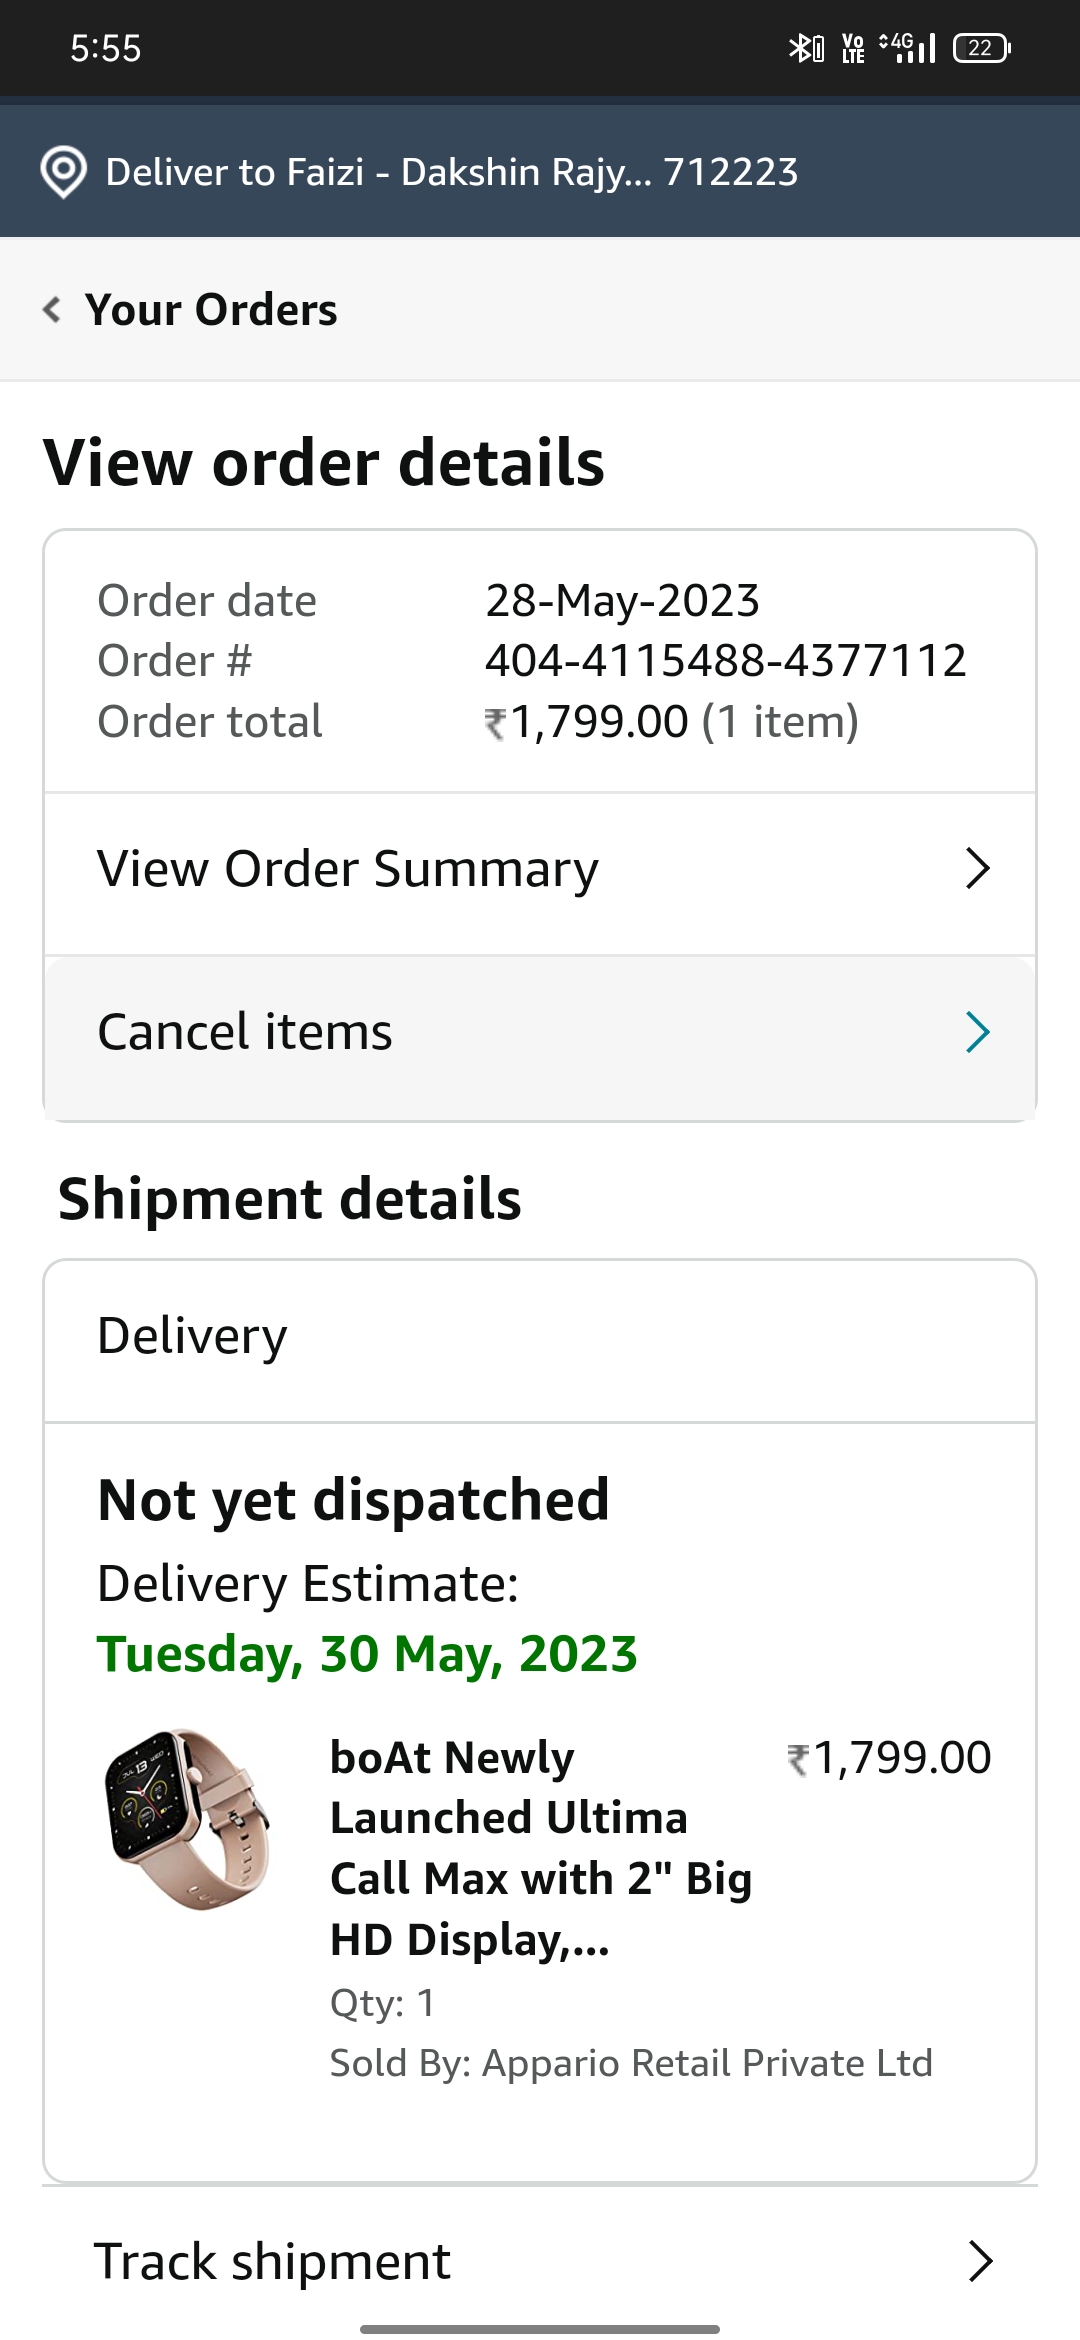 5:55
Vo LTE 4G 22
Deliver to Faizi - Dakshin Rajy... 712223
Your Orders
View order details
Order date 28-May-2023
Order # 404-4115488-4377112
Order total ₹1,799.00 (1 item)
View Order Summary
Cancel items
Shipment details
Delivery
Not yet dispatched
Delivery Estimate:
Tuesday, 30 May, 2023
boAt Newly ₹1,799.00
Launched Ultima
Call Max with 2" Big
HD Display,...
Qty: 1
Sold By: Appario Retail Private Ltd
Track shipment